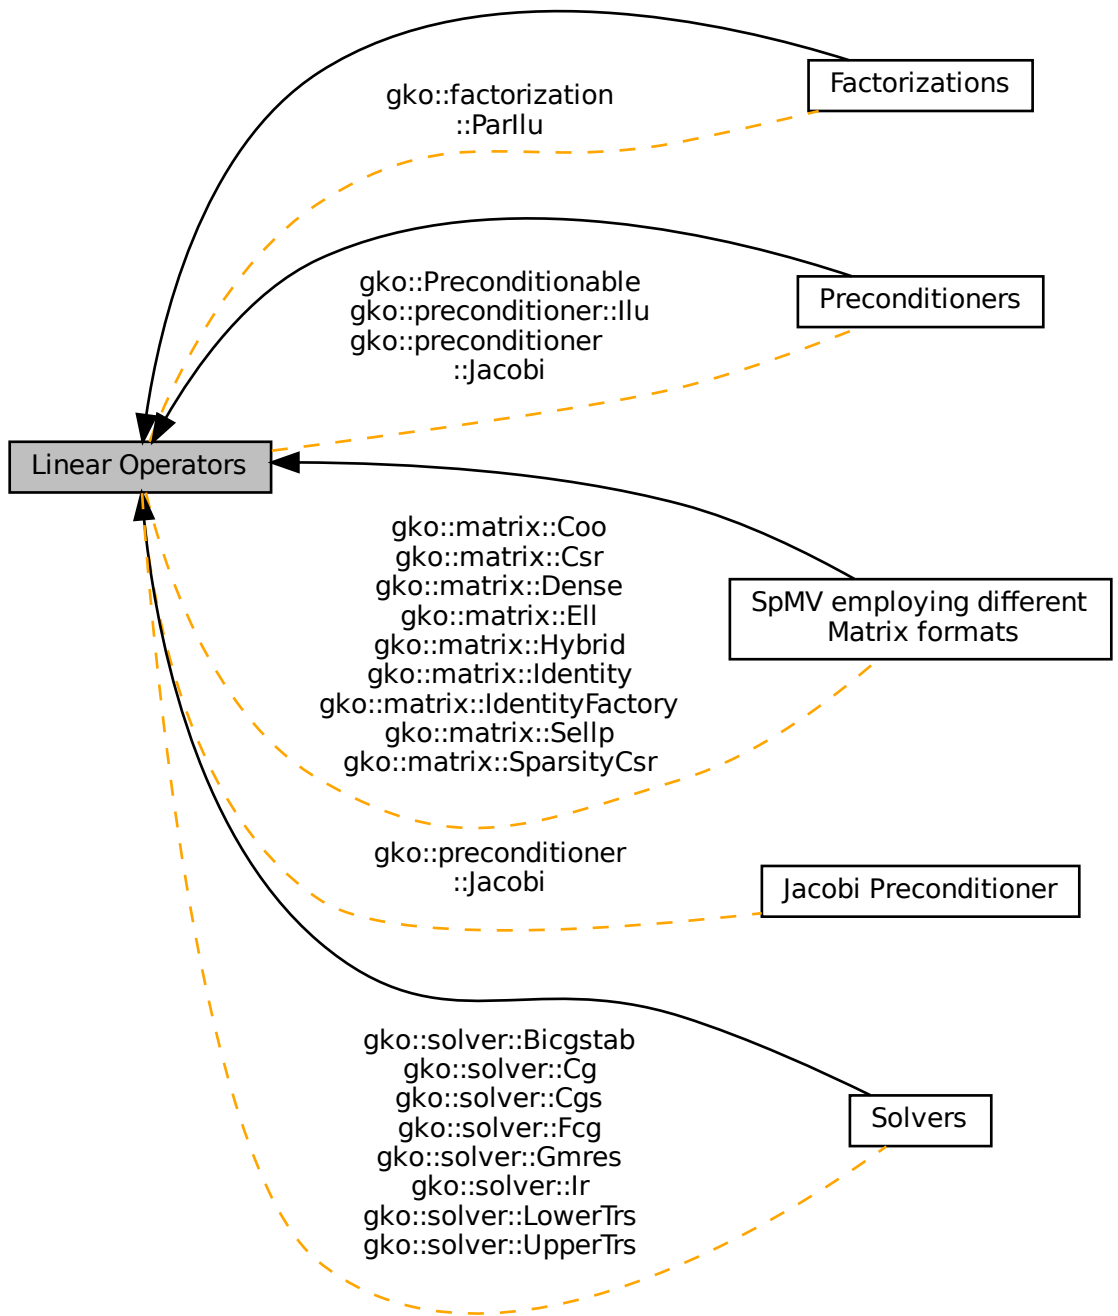 gko::factorization
::ParIlu
Factorizations
gko::Preconditionable
gko::preconditioner::Ilu
gko::preconditioner
::Jacobi
Preconditioners
Linear Operators
gko::matrix::Coo
gko::matrix::Csr
gko::matrix::Dense
gko::matrix::Ell
gko::matrix::Hybrid
gko::matrix::Identity
gko::matrix::IdentityFactory
gko::matrix::Sellp
gko::matrix::SparsityCsr
SpMV employing different
Matrix formats
gko::preconditioner
::Jacobi
Jacobi Preconditioner
gko::solver::Bicgstab
gko::solver::Cg
gko::solver::Cgs
gko::solver::Fcg
gko::solver::Gmres
gko::solver::Ir
gko::solver::LowerTrs
gko::solver::UpperTrs
Solvers